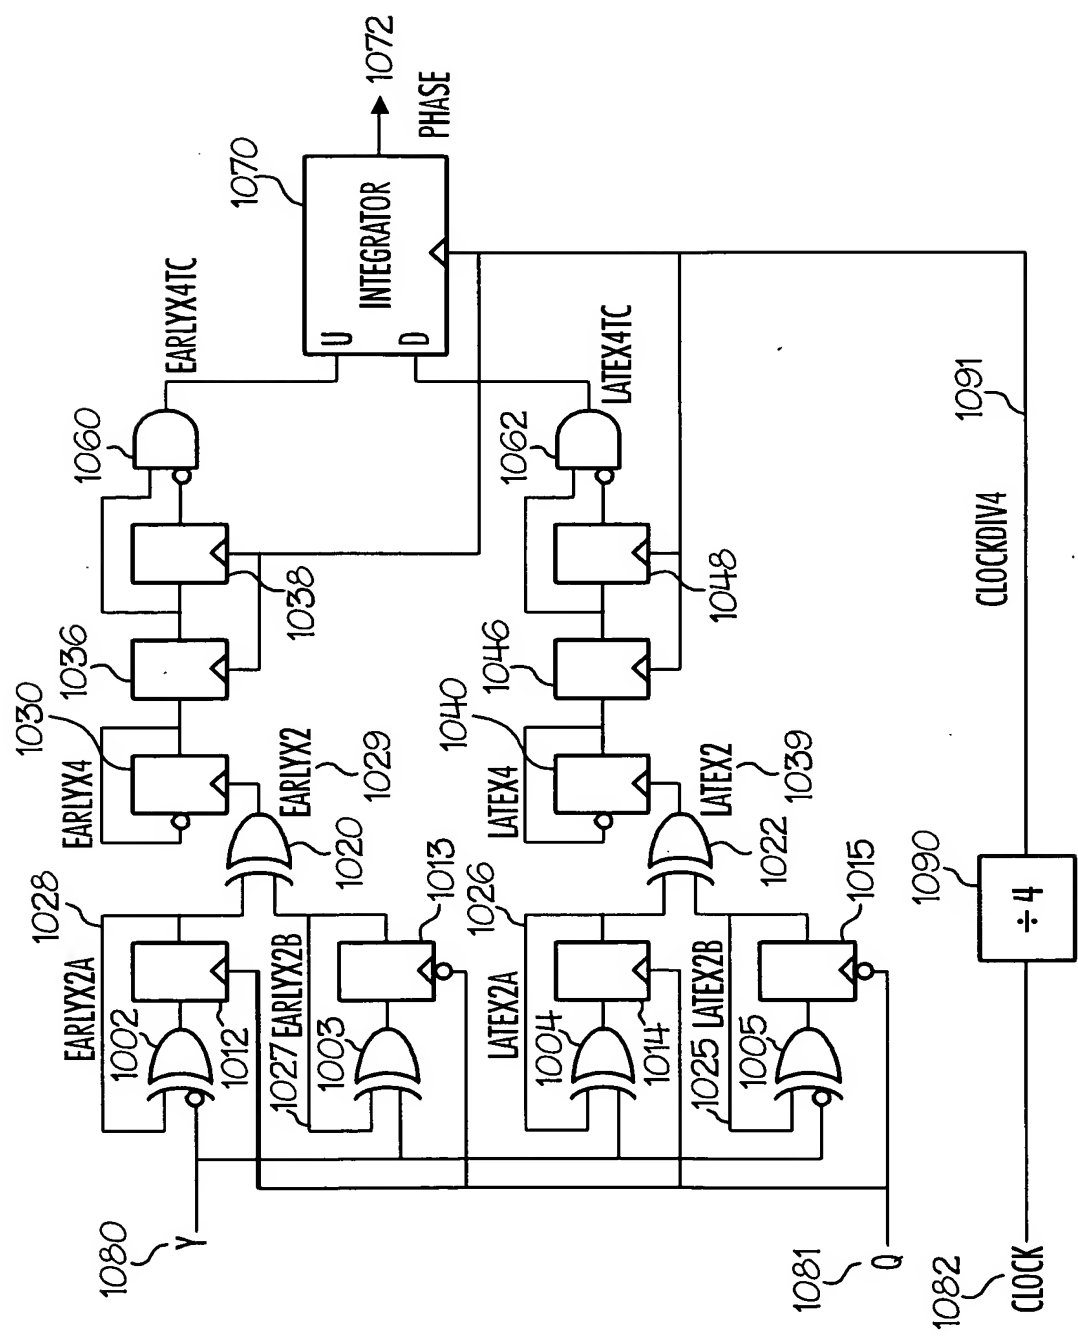 1080
Y
1081
Q
1082
CLOCK
EARLYX2A
1028
1002
1012
1027
EARLYX2B
1003
1013
1020
EARLYX2
1029
EARLYX4
1030
1036
1038
1060
EARLYX4TC
1070
U
D
INTEGRATOR
1072
PHASE
LATEX2A
1026
1004
1014
1025
LATEX2B
1005
1015
1022
LATEX2
1039
LATEX4
1040
1046
1048
1062
LATEX4TC
1090
÷ 4
CLOCKDIV4
1091